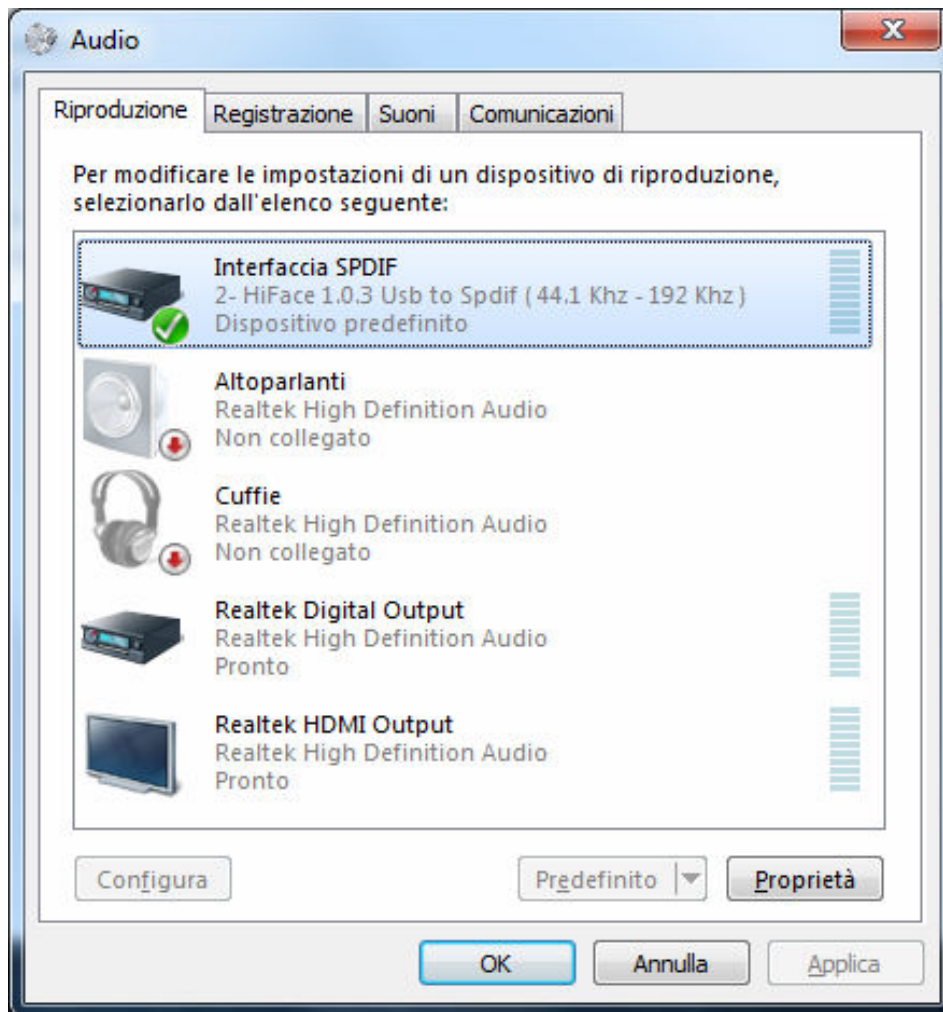 Audio
Riproduzione Registrazione Suoni Comunicazioni
Per modificare le impostazioni di un dispositivo di riproduzione,
selezionarlo dall'elenco seguente:
Interfaccia SPDIF
2- HiFace 1.0.3 Usb to Spdif ( 44.1 Khz - 192 Khz )
Dispositivo predefinito
Altoparlanti
Realtek High Definition Audio
Non collegato
Cuffie
Realtek High Definition Audio
Non collegato
Realtek Digital Output
Realtek High Definition Audio
Pronto
Realtek HDMI Output
Realtek High Definition Audio
Pronto
Configura Predefinito Proprietà
OK Annulla Applica